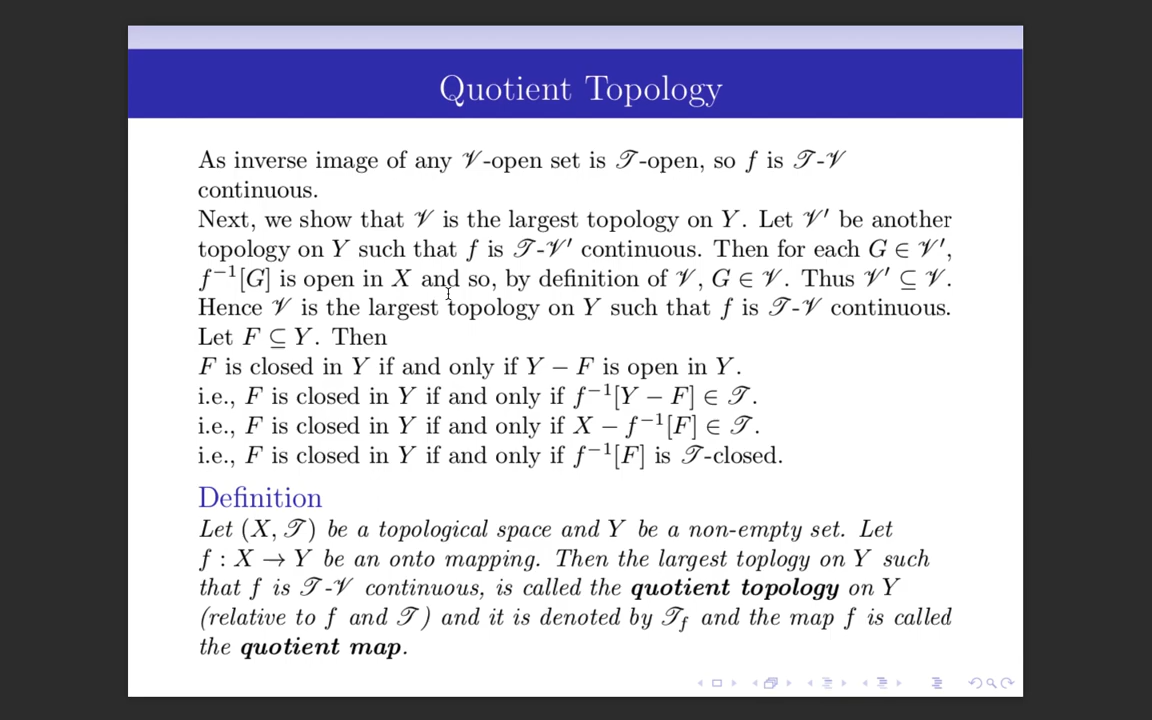 Quotient Topology
As inverse image of any 𝒱-open set is 𝒯-open, so f is 𝒯-𝒱
continuous.
Next, we show that 𝒱 is the largest topology on Y. Let 𝒱′ be another
topology on Y such that f is 𝒯-𝒱′ continuous. Then for each G ∈ 𝒱′,
f⁻¹[G] is open in X and so, by definition of 𝒱, G ∈ 𝒱. Thus 𝒱′ ⊆ 𝒱.
Hence 𝒱 is the largest topology on Y such that f is 𝒯-𝒱 continuous.
Let F ⊆ Y. Then
F is closed in Y if and only if Y − F is open in Y.
i.e., F is closed in Y if and only if f⁻¹[Y − F] ∈ 𝒯.
i.e., F is closed in Y if and only if X − f⁻¹[F] ∈ 𝒯.
i.e., F is closed in Y if and only if f⁻¹[F] is 𝒯-closed.
Definition
Let (X, 𝒯) be a topological space and Y be a non-empty set. Let
f : X → Y be an onto mapping. Then the largest toplogy on Y such
that f is 𝒯-𝒱 continuous, is called the quotient topology on Y
(relative to f and 𝒯) and it is denoted by 𝒯_f and the map f is called
the quotient map.